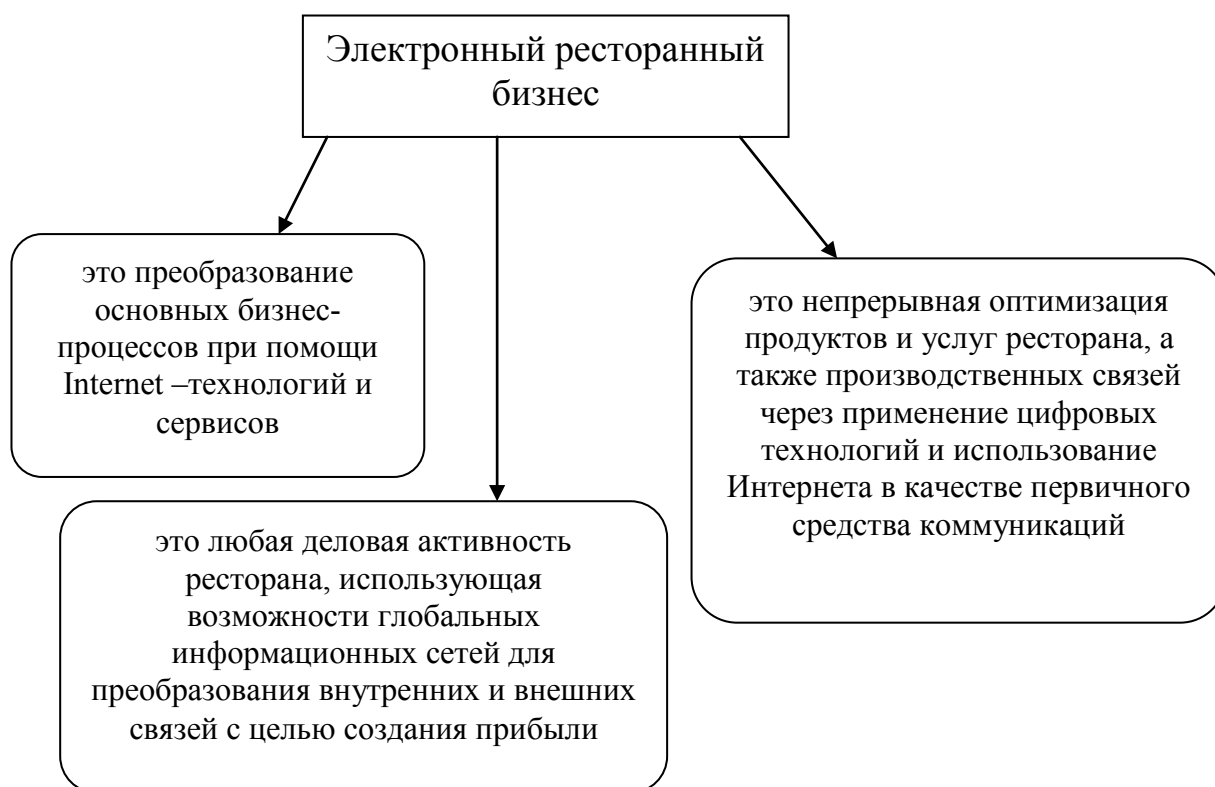 Электронный ресторанный
бизнес
это преобразование
основных бизнес-
процессов при помощи
Internet –технологий и
сервисов
это непрерывная оптимизация
продуктов и услуг ресторана, а
также производственных связей
через применение цифровых
технологий и использование
Интернета в качестве первичного
средства коммуникаций
это любая деловая активность
ресторана, использующая
возможности глобальных
информационных сетей для
преобразования внутренних и внешних
связей с целью создания прибыли